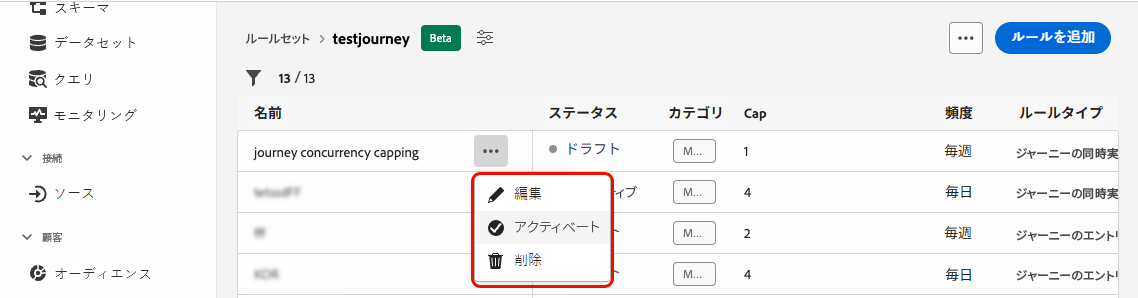 スキーマ
データセット
クエリ
モニタリング
接続
ソース
顧客
オーディエンス
ルールセット > testjourney Beta
ルールを追加
13 / 13
名前 ステータス カテゴリ Cap 頻度 ルールタイプ
journey concurrency capping ドラフト M... 1 毎週 ジャーニーの同時実
ィブ M... 4 毎日 ジャーニーの同時実
ト M... 2 毎週 ジャーニーのエントリ
ト M... 4 毎日 ジャーニーのエントリ
編集
アクティベート
削除